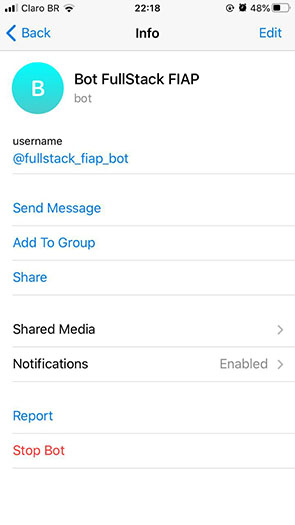 Claro BR 22:18 48%
Back Info Edit
B
Bot FullStack FIAP
bot
username
@fullstack_fiap_bot
Send Message
Add To Group
Share
Shared Media
Notifications Enabled
Report
Stop Bot